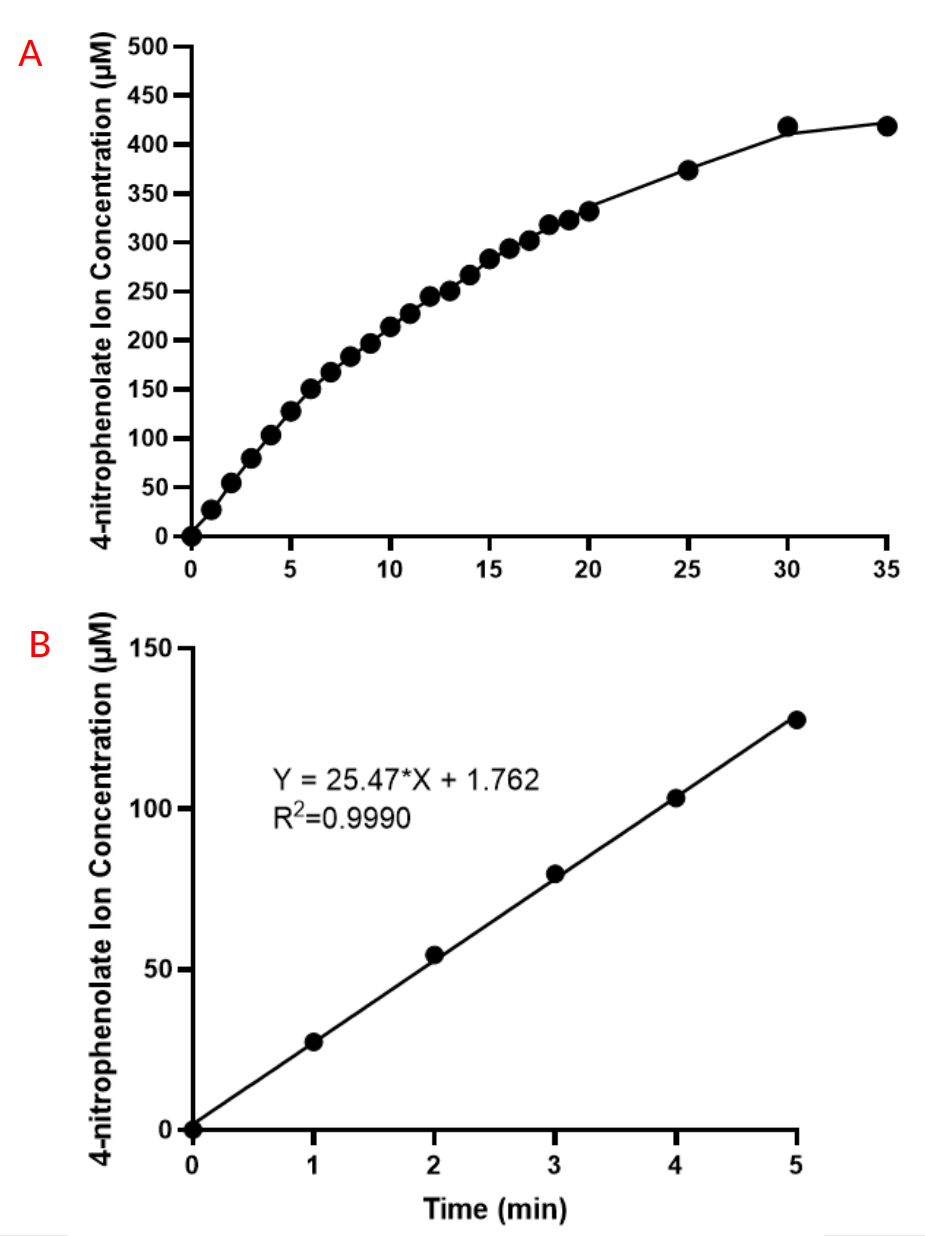 A
4-nitrophenolate Ion Concentration (µM)
500
450
400
350
300
250
200
150
100
50
0
0 5 10 15 20 25 30 35
B
4-nitrophenolate Ion Concentration (µM)
150
100
50
0
Y = 25.47*X + 1.762
R²=0.9990
0 1 2 3 4 5
Time (min)